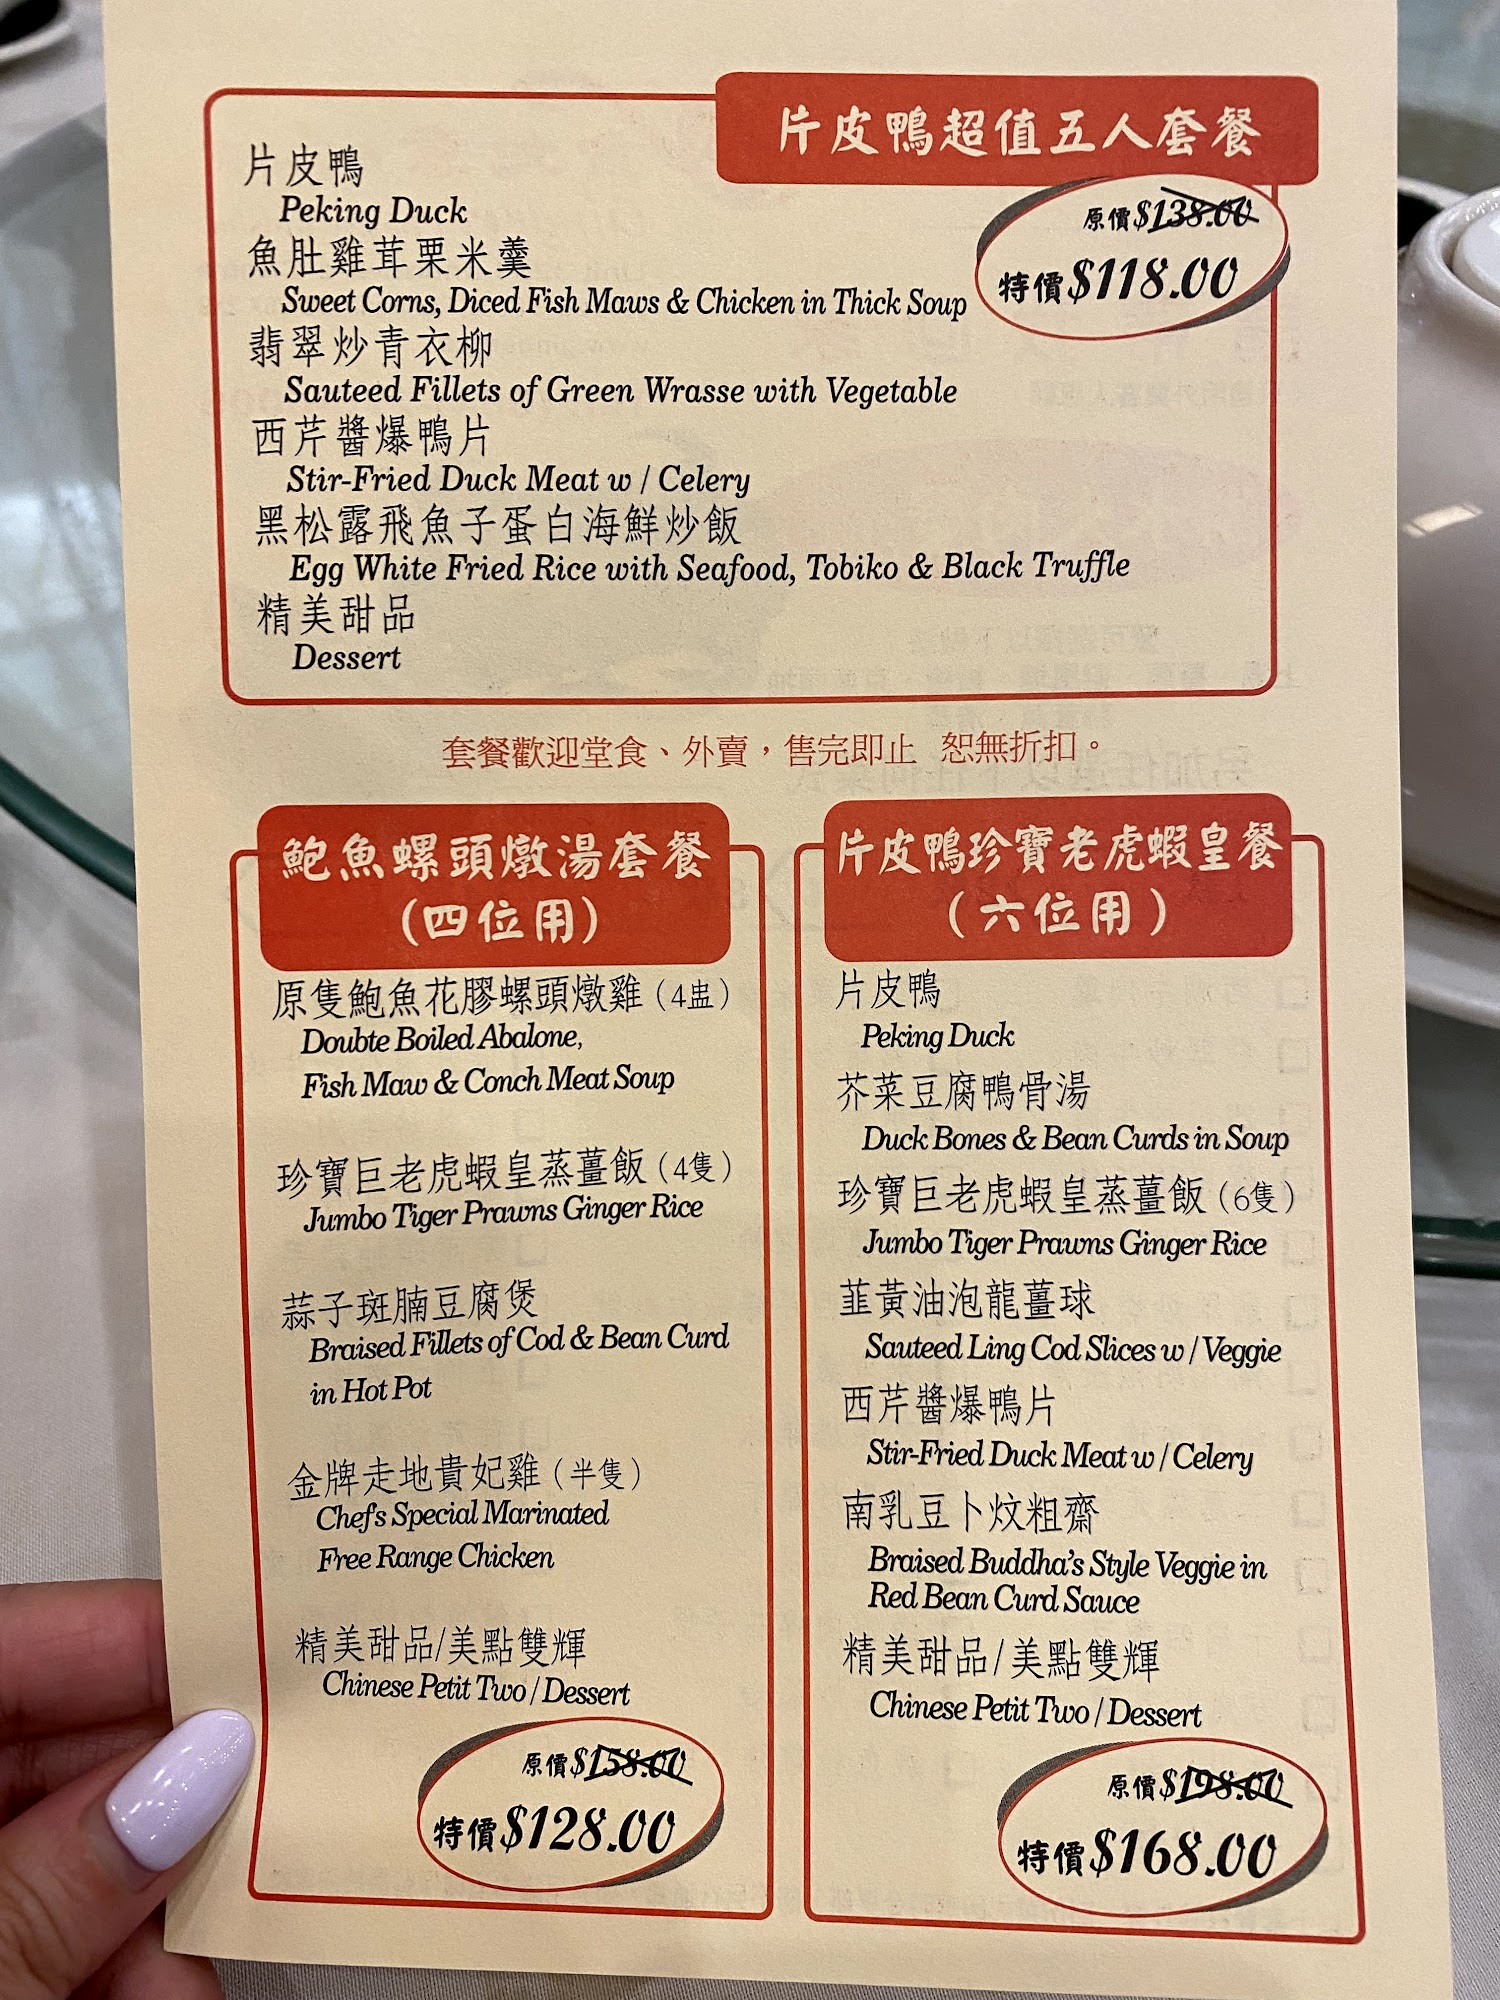 片皮鴨超值五人套餐
原價$138.00
特價$118.00
片皮鴨
Peking Duck
魚肚雞茸栗米羹
Sweet Corns, Diced Fish Maws & Chicken in Thick Soup
翡翠炒青衣柳
Sauteed Fillets of Green Wrasse with Vegetable
西芹醬爆鴨片
Stir-Fried Duck Meat w / Celery
黑松露飛魚子蛋白海鮮炒飯
Egg White Fried Rice with Seafood, Tobiko & Black Truffle
精美甜品
Dessert
套餐歡迎堂食、外賣，售完即止 恕無折扣。
鮑魚螺頭燉湯套餐
(四位用)
原隻鮑魚花膠螺頭燉雞（4盅）
Doubte Boiled Abalone,
Fish Maw & Conch Meat Soup
珍寶巨老虎蝦皇蒸薑飯（4隻）
Jumbo Tiger Prawns Ginger Rice
蒜子斑腩豆腐煲
Braised Fillets of Cod & Bean Curd
in Hot Pot
金牌走地貴妃雞（半隻）
Chef's Special Marinated
Free Range Chicken
精美甜品/美點雙輝
Chinese Petit Two / Dessert
原價$158.00
特價$128.00
片皮鴨珍寶老虎蝦皇餐
(六位用)
片皮鴨
Peking Duck
芥菜豆腐鴨骨湯
Duck Bones & Bean Curds in Soup
珍寶巨老虎蝦皇蒸薑飯（6隻）
Jumbo Tiger Prawns Ginger Rice
韮黃油泡龍躉球
Sauteed Ling Cod Slices w / Veggie
西芹醬爆鴨片
Stir-Fried Duck Meat w / Celery
南乳豆卜炆粗齋
Braised Buddha's Style Veggie in
Red Bean Curd Sauce
精美甜品/美點雙輝
Chinese Petit Two / Dessert
原價$198.00
特價$168.00